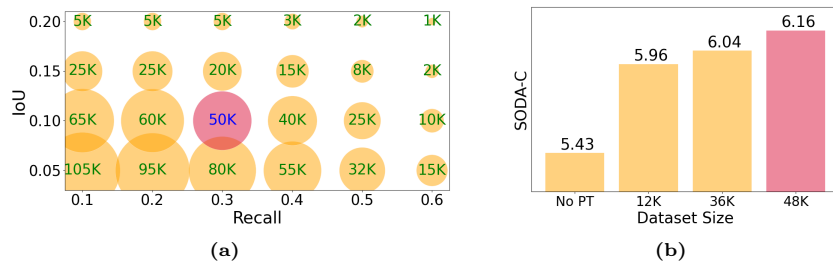 IoU
0.20 5K 5K 5K 3K 2K 1K
0.15 25K 25K 20K 15K 8K 2K
0.10 65K 60K 50K 40K 25K 10K
0.05 105K 95K 80K 55K 32K 15K
0.1 0.2 0.3 0.4 0.5 0.6
Recall
(a)
SODA-C
5.43 5.96 6.04 6.16
No PT 12K 36K 48K
Dataset Size
(b)